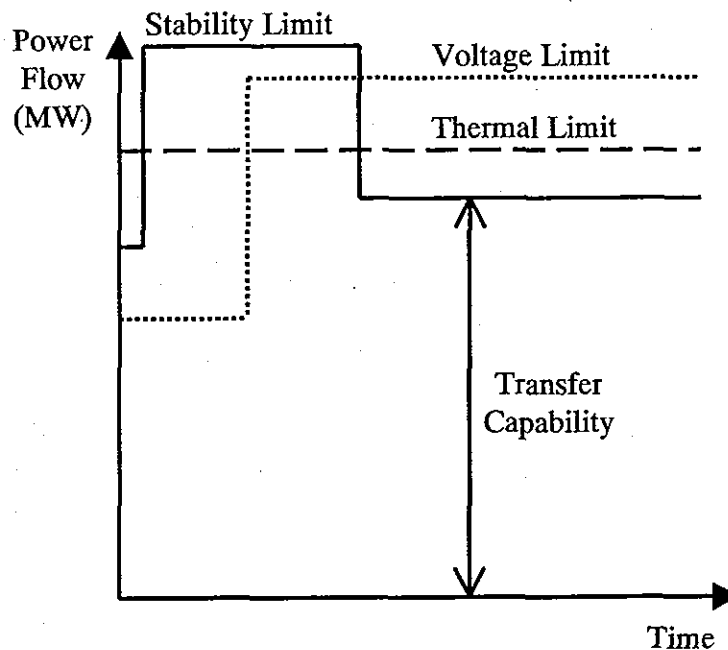 Stability Limit
Power
Flow
(MW)
Voltage Limit
Thermal Limit
Transfer
Capability
Time